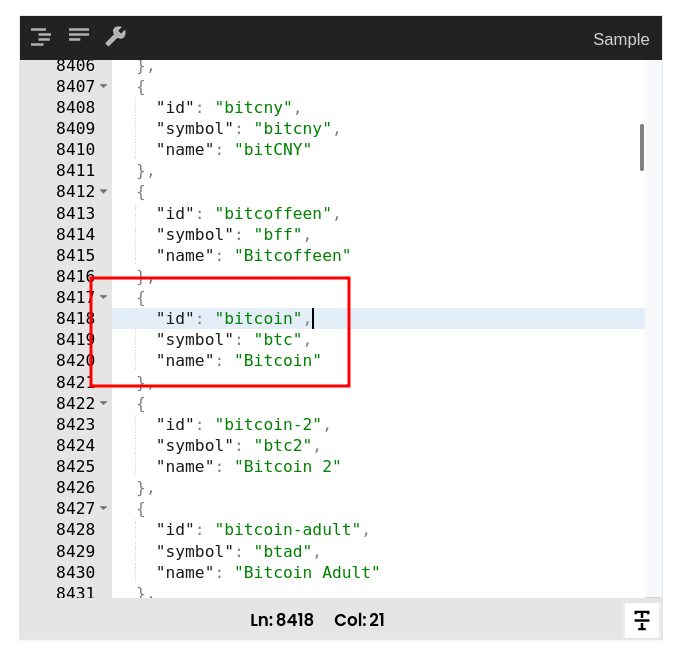 Sample
8406 },
8407 {
8408 "id": "bitcny",
8409 "symbol": "bitcny",
8410 "name": "bitCNY"
8411 },
8412 {
8413 "id": "bitcoffeen",
8414 "symbol": "bff",
8415 "name": "Bitcoffeen"
8416 },
8417 {
8418 "id": "bitcoin",
8419 "symbol": "btc",
8420 "name": "Bitcoin"
8421 },
8422 {
8423 "id": "bitcoin-2",
8424 "symbol": "btc2",
8425 "name": "Bitcoin 2"
8426 },
8427 {
8428 "id": "bitcoin-adult",
8429 "symbol": "btad",
8430 "name": "Bitcoin Adult"
8431 },
Ln:8418 Col:21